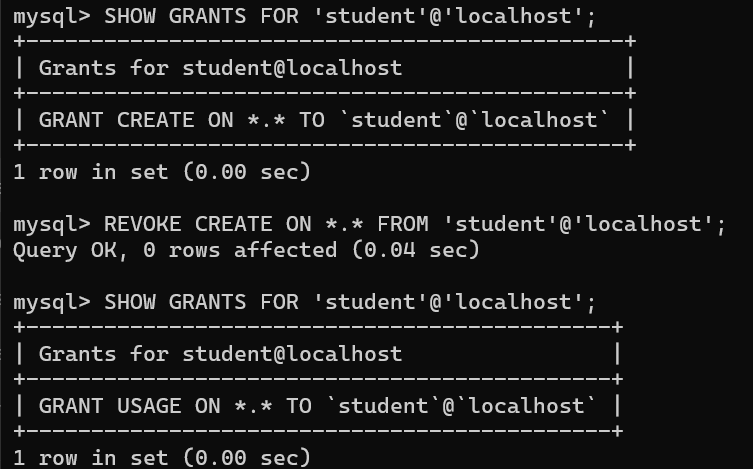 mysql> SHOW GRANTS FOR 'student'@'localhost';
+----------------------------------------------+
| Grants for student@localhost                 |
+----------------------------------------------+
| GRANT CREATE ON *.* TO `student`@`localhost` |
+----------------------------------------------+
1 row in set (0.00 sec)
mysql> REVOKE CREATE ON *.* FROM 'student'@'localhost';
Query OK, 0 rows affected (0.04 sec)
mysql> SHOW GRANTS FOR 'student'@'localhost';
+---------------------------------------------+
| Grants for student@localhost                |
+---------------------------------------------+
| GRANT USAGE ON *.* TO `student`@`localhost` |
+---------------------------------------------+
1 row in set (0.00 sec)